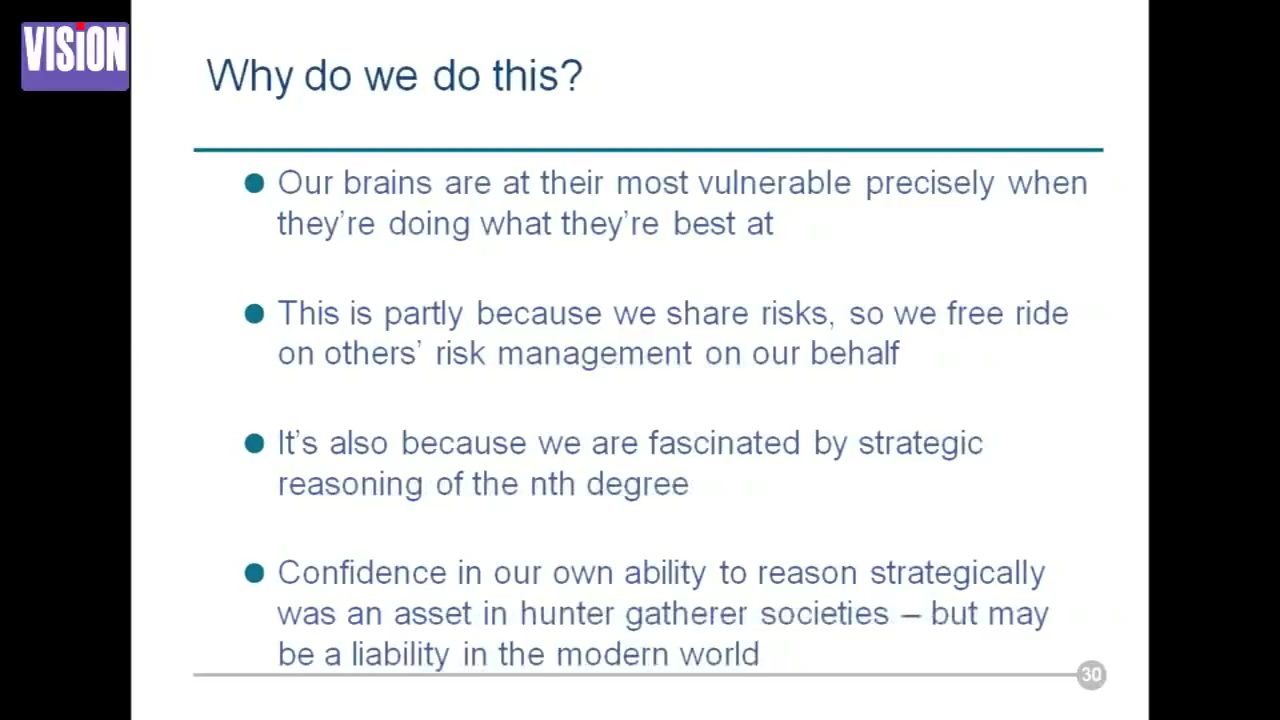 VISiON
Why do we do this?
Our brains are at their most vulnerable precisely when
they’re doing what they’re best at
This is partly because we share risks, so we free ride
on others’ risk management on our behalf
It’s also because we are fascinated by strategic
reasoning of the nth degree
Confidence in our own ability to reason strategically
was an asset in hunter gatherer societies – but may
be a liability in the modern world
30